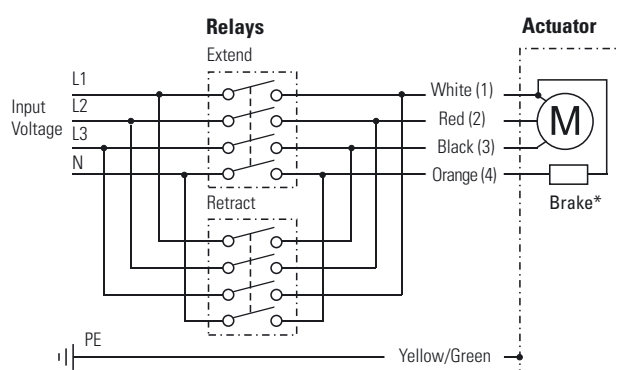 Relays
Actuator
Extend
L1
White (1)
Input
Voltage
L2
Red (2)
M
L3
Black (3)
N
Orange (4)
Brake*
Retract
PE
Yellow/Green